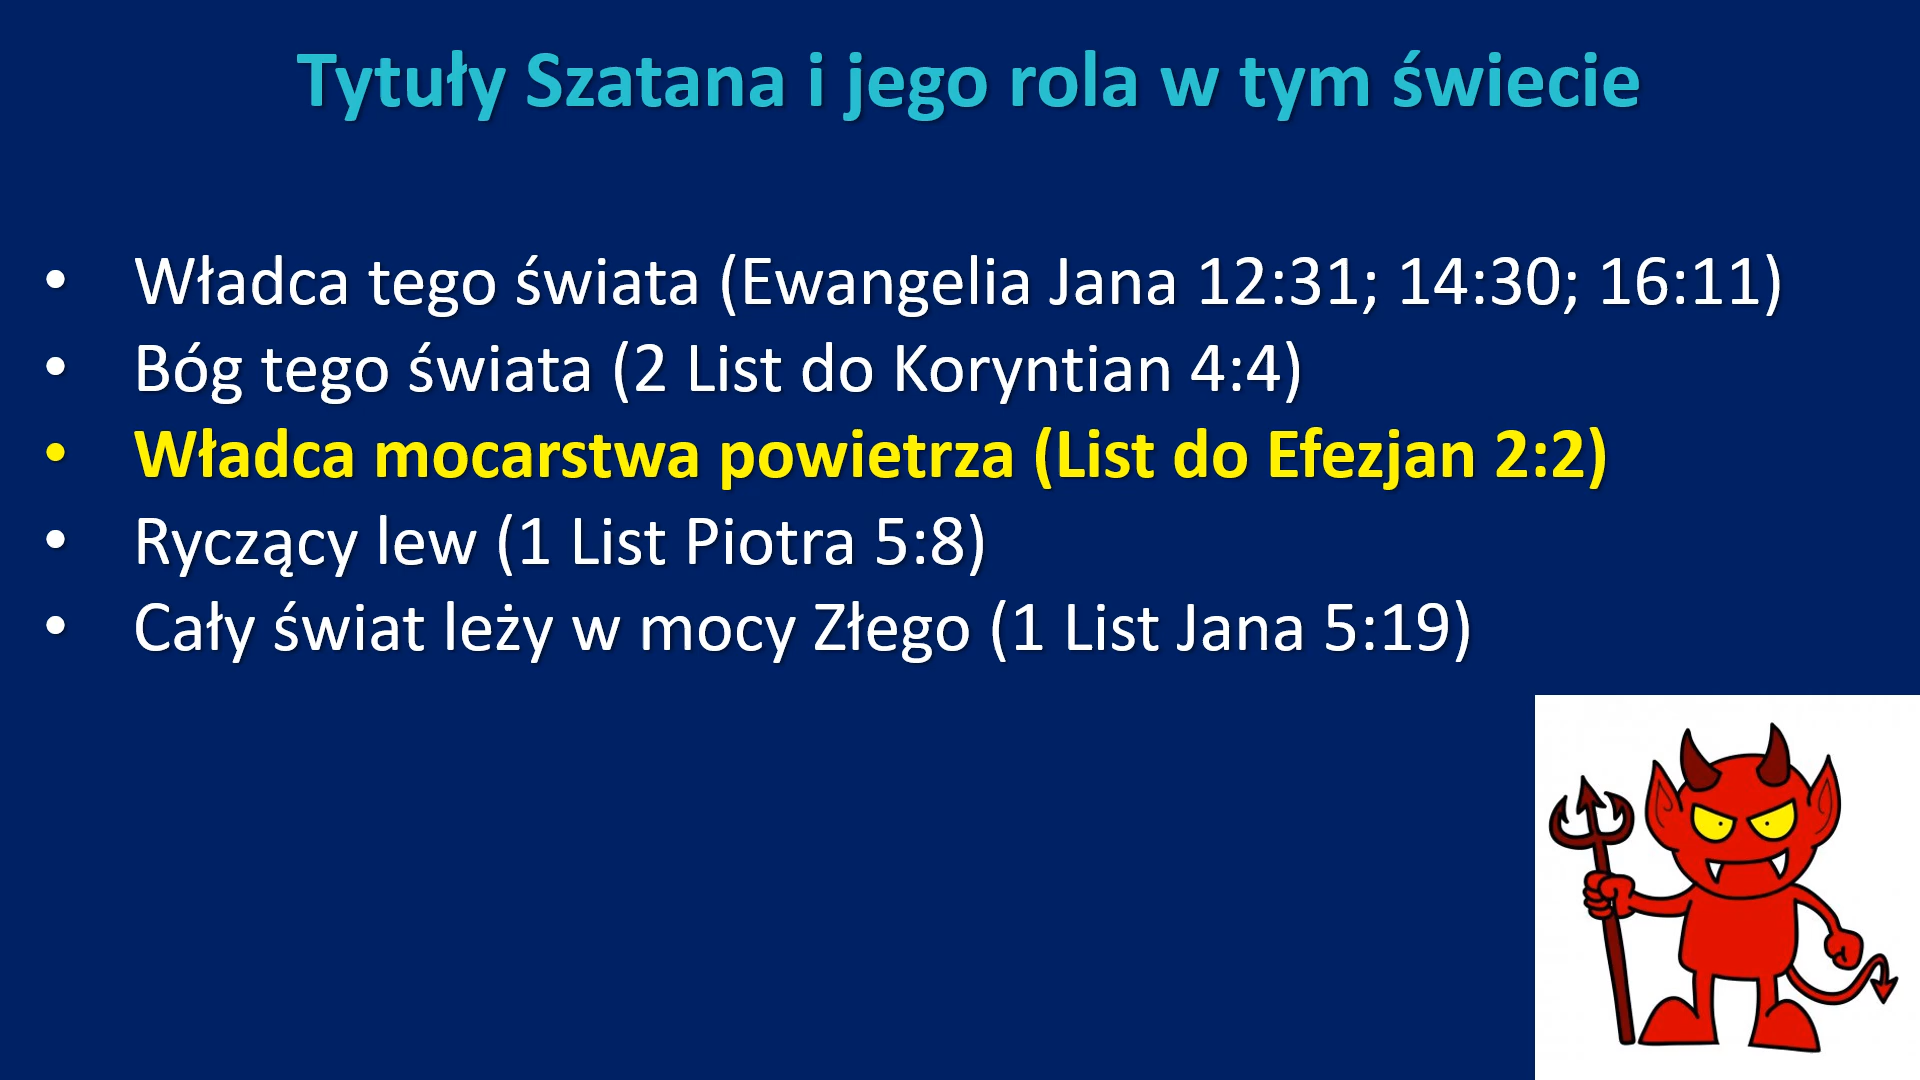 Tytuły Szatana i jego rola w tym świecie
• Władca tego świata (Ewangelia Jana 12:31; 14:30; 16:11)
• Bóg tego świata (2 List do Koryntian 4:4)
• Władca mocarstwa powietrza (List do Efezjan 2:2)
• Ryczący lew (1 List Piotra 5:8)
• Cały świat leży w mocy Złego (1 List Jana 5:19)